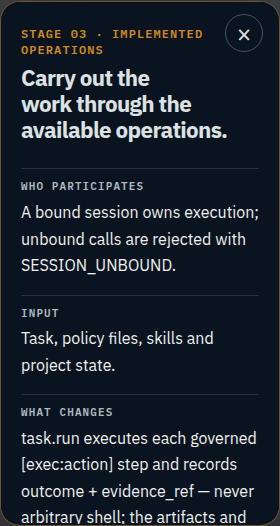 STAGE 03 · IMPLEMENTED
OPERATIONS
Carry out the
work through the
available operations.
WHO PARTICIPATES
A bound session owns execution;
unbound calls are rejected with
SESSION_UNBOUND.
INPUT
Task, policy files, skills and
project state.
WHAT CHANGES
task.run executes each governed
[exec:action] step and records
outcome + evidence_ref — never
arbitrary shell; the artifacts and